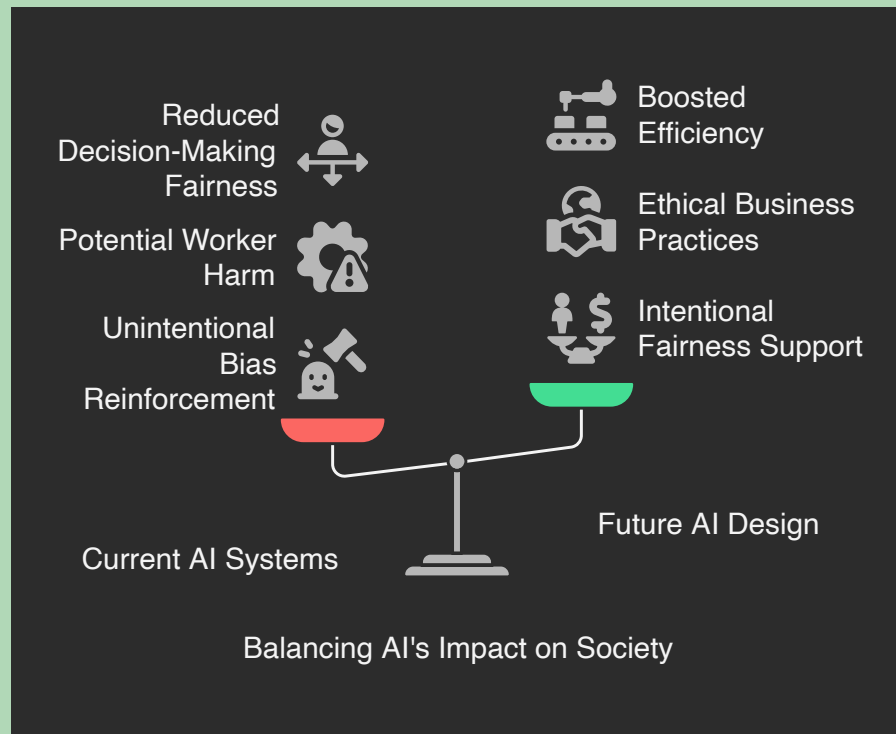 Reduced
Decision-Making
Fairness
Potential Worker
Harm
Unintentional
Bias
Reinforcement
Boosted
Efficiency
Ethical Business
Practices
Intentional
Fairness Support
Current AI Systems
Future AI Design
Balancing AI's Impact on Society